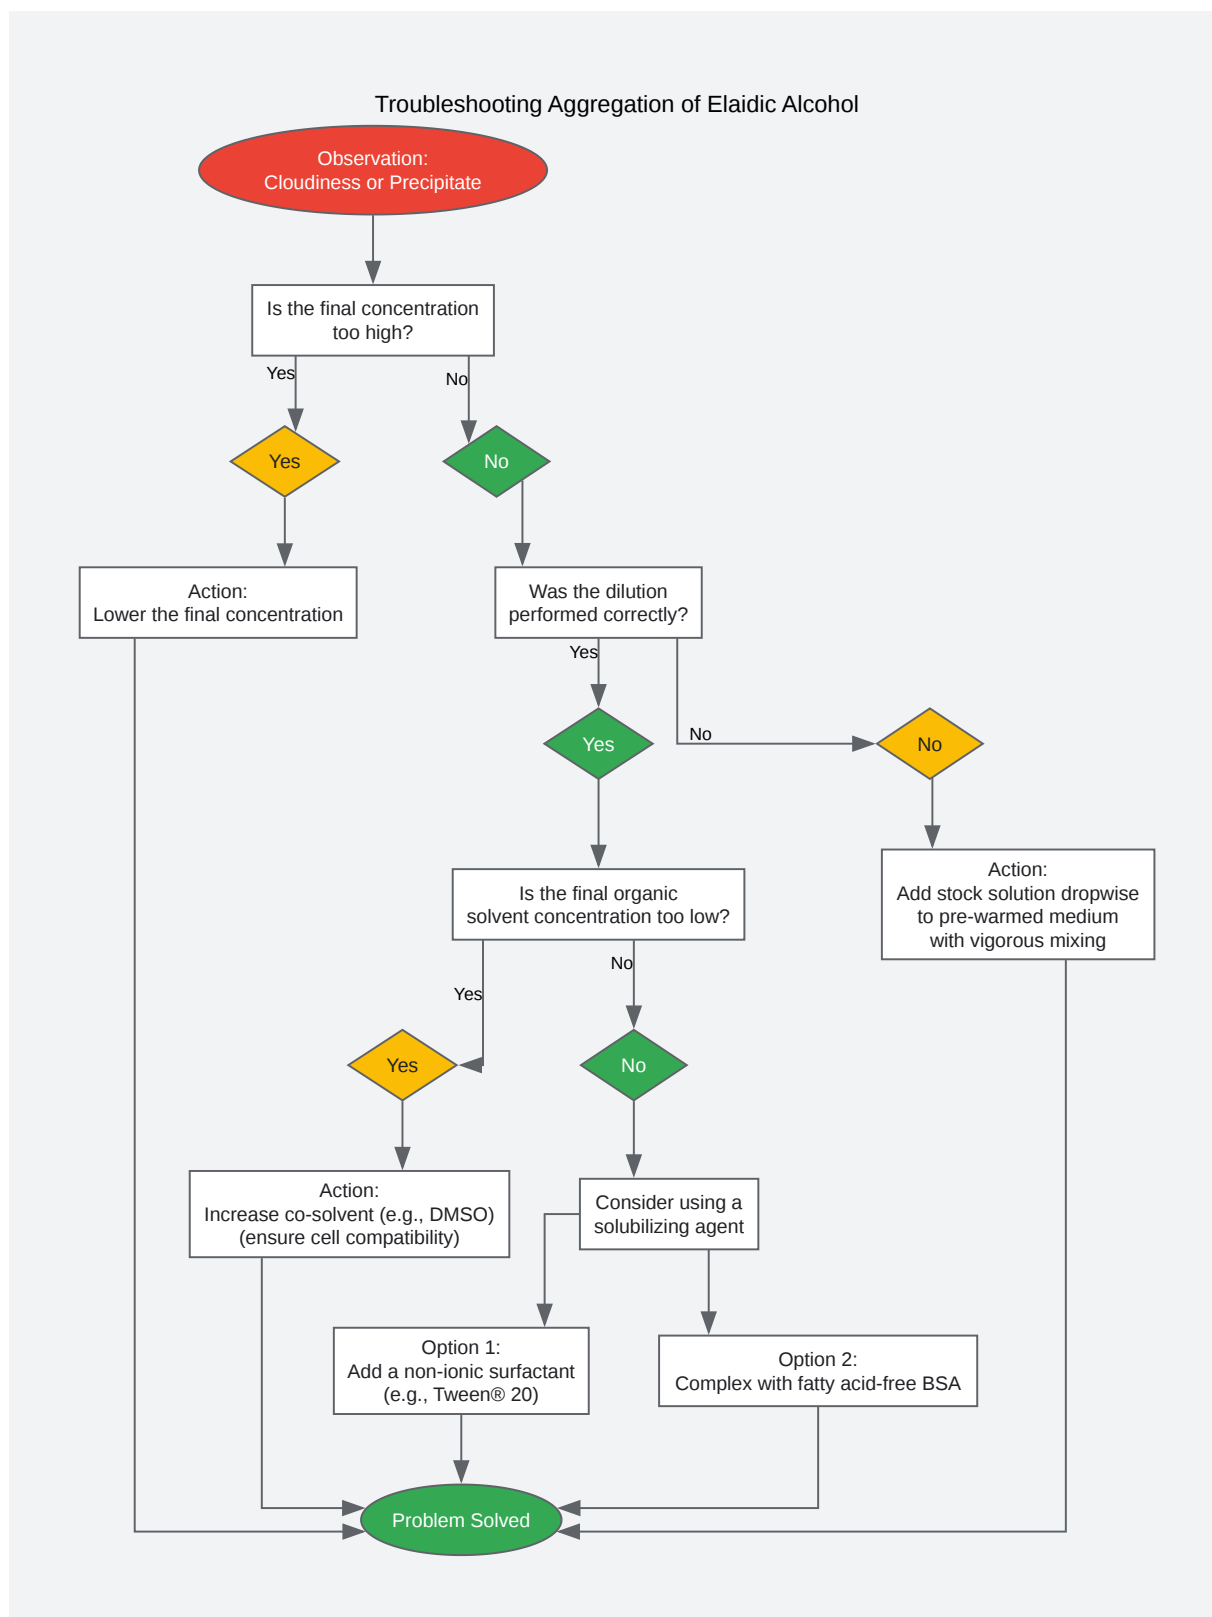 Troubleshooting Aggregation of Elaidic Alcohol
Observation:
Cloudiness or Precipitate
Is the final concentration
too high?
Yes
No
Yes
No
Action:
Lower the final concentration
Was the dilution
performed correctly?
Yes
No
Yes
No
Action:
Add stock solution dropwise
to pre-warmed medium
with vigorous mixing
Is the final organic
solvent concentration too low?
Yes
No
Yes
No
Action:
Increase co-solvent (e.g., DMSO)
(ensure cell compatibility)
Consider using a
solubilizing agent
Option 1:
Add a non-ionic surfactant
(e.g., Tween® 20)
Option 2:
Complex with fatty acid-free BSA
Problem Solved